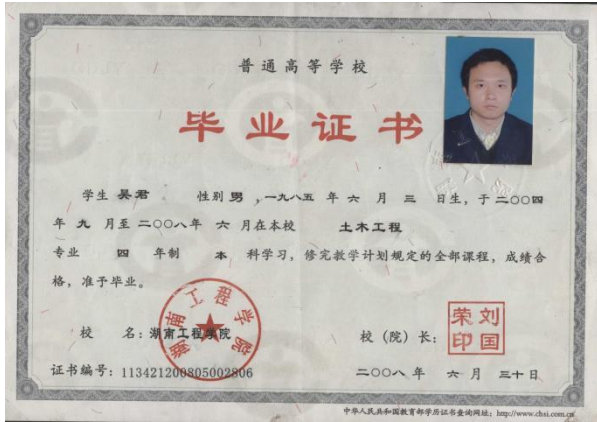 普通高等学校
毕业证书
学生 吴君 性别 男 ,一九八五 年 六 月 三 日生,于 二〇〇四
年 九 月至 二〇〇八年 六 月在本校 土木工程
专业 四 年制 本 科学习,修完教学计划规定的全部课程,成绩合
格,准予毕业。
校 名:湖南工程学院
湖南工程学院
校(院)长:
刘国荣印
证书编号:113421200805002806
二〇〇八 年 六 月 三十 日
中华人民共和国教育部学历证书查询网址:http://www.chsi.com.cn